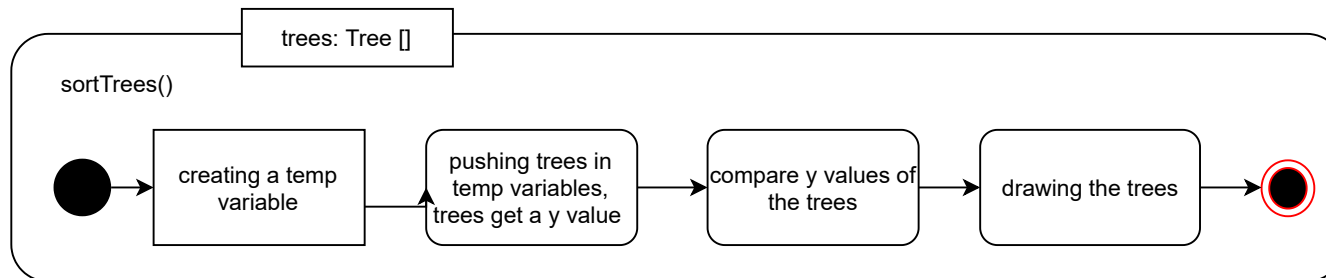 trees: Tree []
sortTrees()
creating a temp
variable
pushing trees in
temp variables,
trees get a y value
compare y values of
the trees
drawing the trees